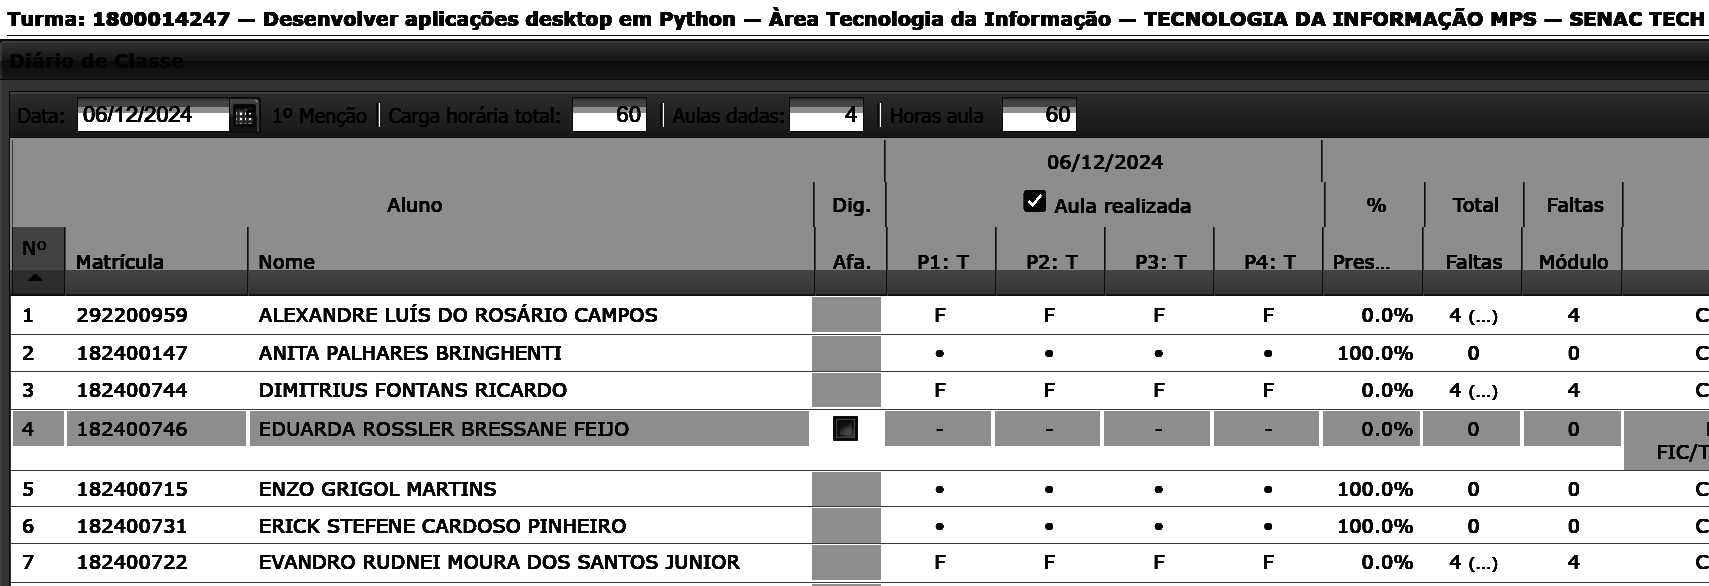 Turma: 1800014247 — Desenvolver aplicações desktop em Python — Àrea Tecnologia da Informação — TECNOLOGIA DA INFORMAÇÃO MPS — SENAC TECH
Diário de Classe
Data: 06/12/2024 1º Menção Carga horária total: 60 Aulas dadas: 4 Horas aula 60
06/12/2024
Aluno Dig. Aula realizada % Total Faltas
Nº Matrícula Nome Afa. P1: T P2: T P3: T P4: T Pres... Faltas Módulo
1 292200959 ALEXANDRE LUÍS DO ROSÁRIO CAMPOS F F F F 0.0% 4 (...) 4 C
2 182400147 ANITA PALHARES BRINGHENTI • • • • 100.0% 0 0 C
3 182400744 DIMITRIUS FONTANS RICARDO F F F F 0.0% 4 (...) 4 C
4 182400746 EDUARDA ROSSLER BRESSANE FEIJO - - - - 0.0% 0 0
FIC/T
5 182400715 ENZO GRIGOL MARTINS • • • • 100.0% 0 0 C
6 182400731 ERICK STEFENE CARDOSO PINHEIRO • • • • 100.0% 0 0 C
7 182400722 EVANDRO RUDNEI MOURA DOS SANTOS JUNIOR F F F F 0.0% 4 (...) 4 C